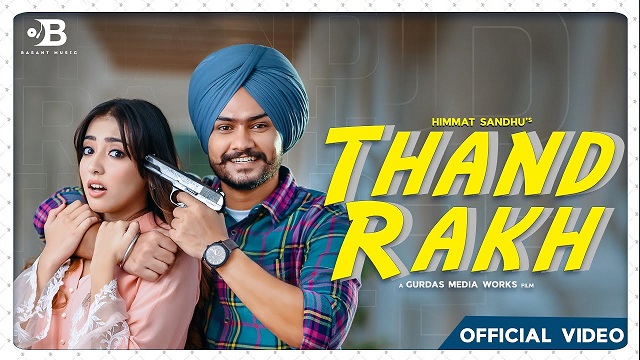 B
BASANT MUSIC
HIMMAT SANDHU'S
THAND
RAKH
A GURDAS MEDIA WORKS FILM
OFFICIAL VIDEO